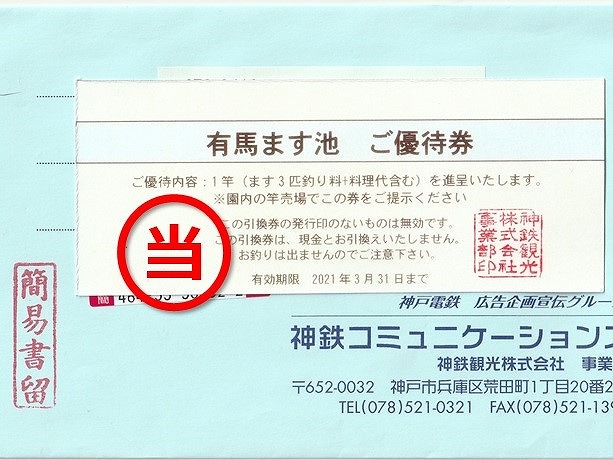 有馬ます池　ご優待券
ご優待内容：1竿（ます3匹釣り料+料理代含む）を進呈いたします。
※園内の竿売場でこの券をご提示ください
この引換券の発行印のないものは無効です。
この引換券は、現金とお引換えいたしません。
お釣りは出ませんのでご注意下さい。
有効期限　2021年3月31日まで
神鉄観光
株式会社
事業部印
当
簡易書留
神戸電鉄　広告企画宣伝グルー
神鉄コミュニケーションズ
神鉄観光株式会社　事業
〒652-0032　神戸市兵庫区荒田町1丁目20番2
TEL(078)521-0321　FAX(078)521-139